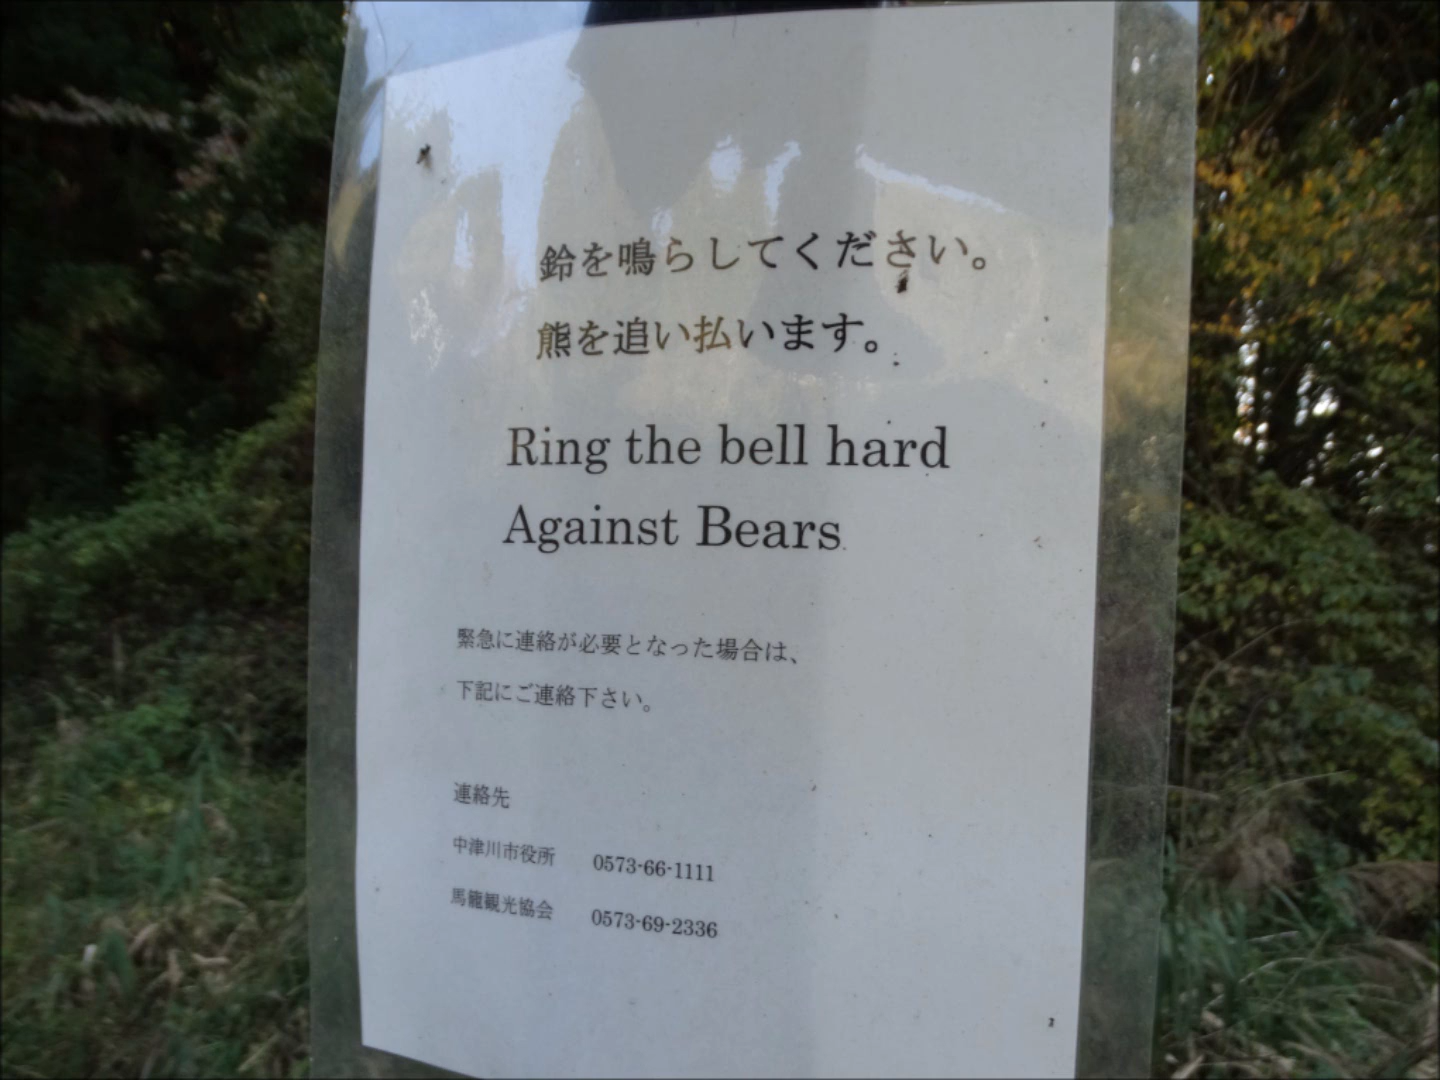 鈴を鳴らしてください。
熊を追い払います。
Ring the bell hard
Against Bears
緊急に連絡が必要となった場合は、
下記にご連絡下さい。
連絡先
中津川市役所 0573-66-1111
馬籠観光協会 0573-69-2336
2